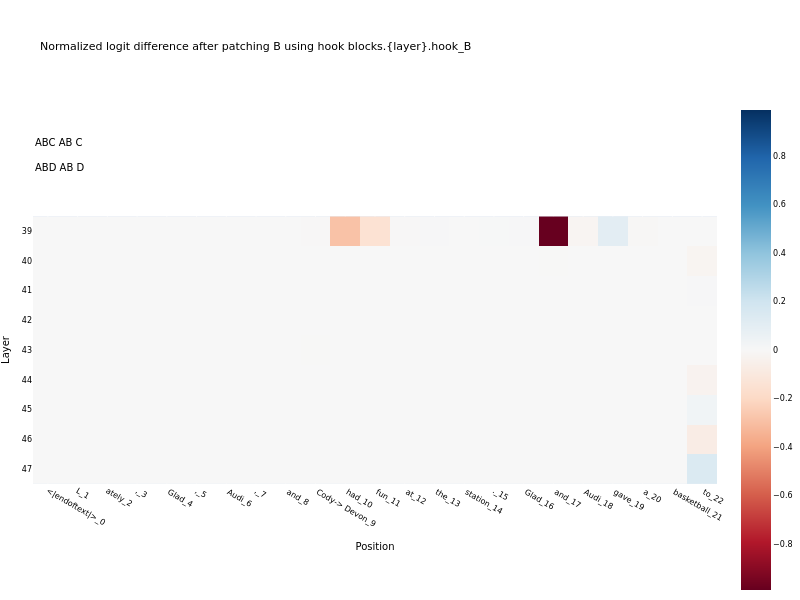 Normalized logit difference after patching B using hook blocks.{layer}.hook_B
ABC AB C
ABD AB D
0.8
0.6
0.4
0.2
0
−0.2
−0.4
−0.6
−0.8
Layer
39
40
41
42
43
44
45
46
47
<|endoftext|>_0
L_1
ately_2
,_3
Glad_4
,_5
Audi_6
,_7
and_8
Cody-> Devon_9
had_10
fun_11
at_12
the_13
station_14
._15
Glad_16
and_17
Audi_18
gave_19
a_20
basketball_21
to_22
Position